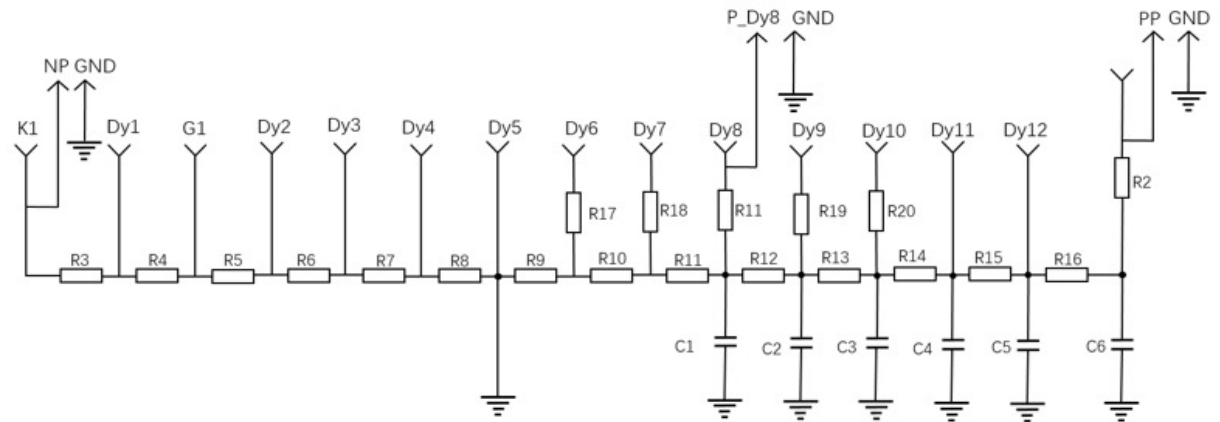 P_Dy8 GND
PP GND
NP GND
K1 Dy1 G1 Dy2 Dy3 Dy4 Dy5 Dy6 Dy7 Dy8 Dy9 Dy10 Dy11 Dy12
R17 R18 R11 R19 R20 R2
R3 R4 R5 R6 R7 R8 R9 R10 R11 R12 R13 R14 R15 R16
C1 C2 C3 C4 C5 C6